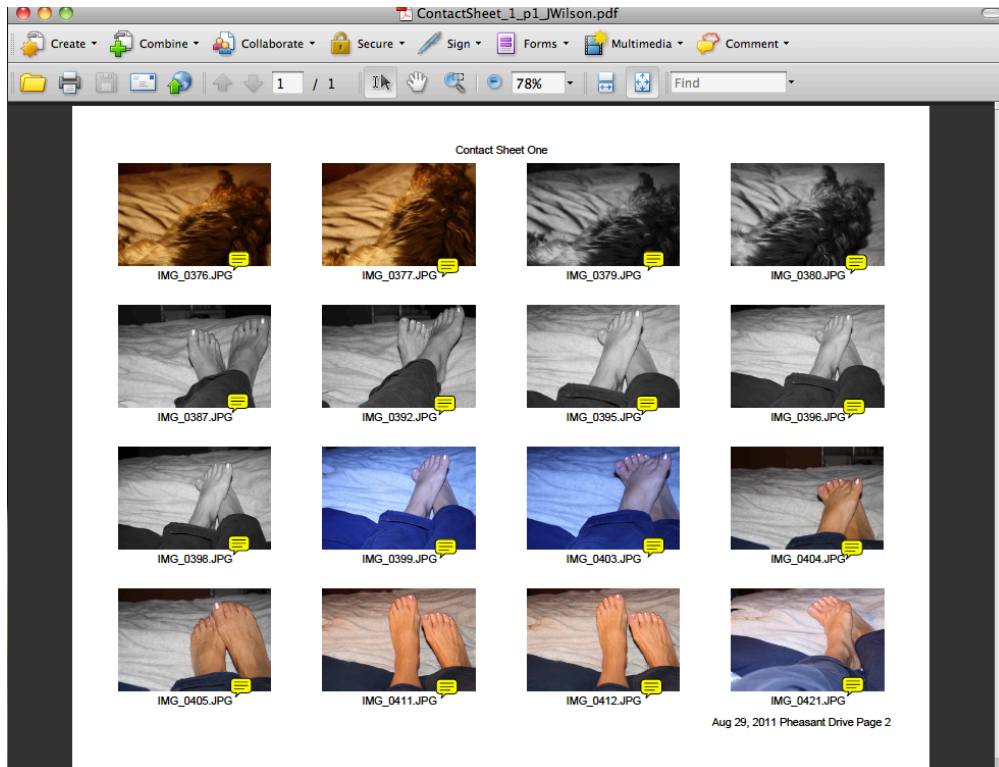 ContactSheet_1_p1_JWilson.pdf
Create Combine Collaborate Secure Sign Forms Multimedia Comment
1 / 1 78% Find
Contact Sheet One
IMG_0376.JPG IMG_0377.JPG IMG_0379.JPG IMG_0380.JPG
IMG_0387.JPG IMG_0392.JPG IMG_0395.JPG IMG_0396.JPG
IMG_0398.JPG IMG_0399.JPG IMG_0403.JPG IMG_0404.JPG
IMG_0405.JPG IMG_0411.JPG IMG_0412.JPG IMG_0421.JPG
Aug 29, 2011 Pheasant Drive Page 2